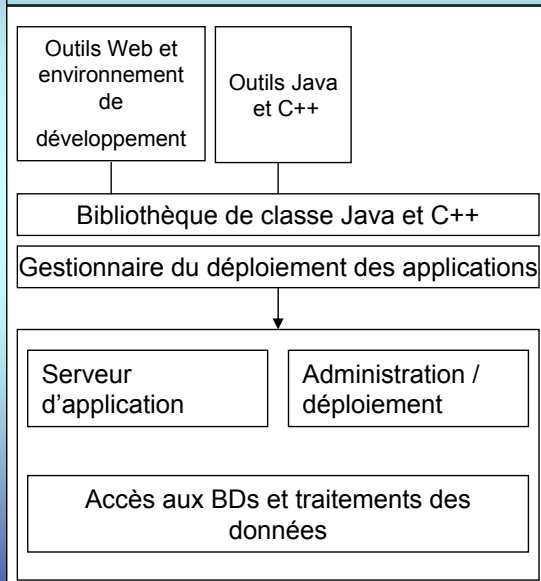 Outils Web et
environnement
de
développement
Outils Java
et C++
Bibliothèque de classe Java et C++
Gestionnaire du déploiement des applications
Serveur
d'application
Administration /
déploiement
Accès aux BDs et traitements des
données